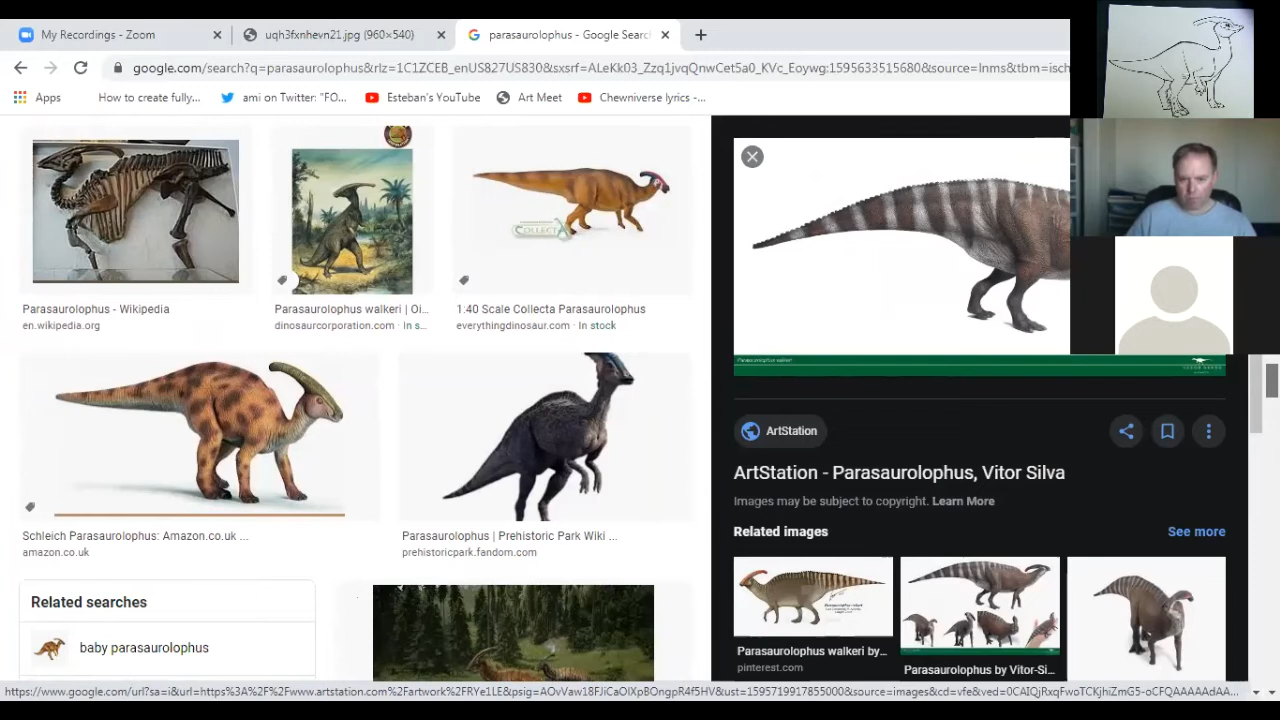 My Recordings - Zoom
uqh3fxnhevn21.jpg (960×540)
parasaurolophus - Google Searc
google.com/search?q=parasaurolophus&rlz=1C1ZCEB_enUS827US830&sxsrf=ALeKk03_Zzq1jvqQnwCet5a0_KVc_Eoywg:1595633515680&source=lnms&tbm=isch
Apps
How to create fully...
ami on Twitter: "FO...
Esteban's YouTube
Art Meet
Chewniverse lyrics -...
Parasaurolophus - Wikipedia
en.wikipedia.org
Parasaurolophus walkeri | Oi...
dinosaurcorporation.com · In s...
COLLECTA
1:40 Scale Collecta Parasaurolophus
everythingdinosaur.com · In stock
Parasaurolophus walkeri
ArtStation
ArtStation - Parasaurolophus, Vitor Silva
Images may be subject to copyright. Learn More
Schleich Parasaurolophus: Amazon.co.uk ...
amazon.co.uk
Parasaurolophus | Prehistoric Park Wiki ...
prehistoricpark.fandom.com
Related images
See more
Related searches
baby parasaurolophus
Parasaurolophus walkeri by...
pinterest.com
Parasaurolophus by Vitor-Si...